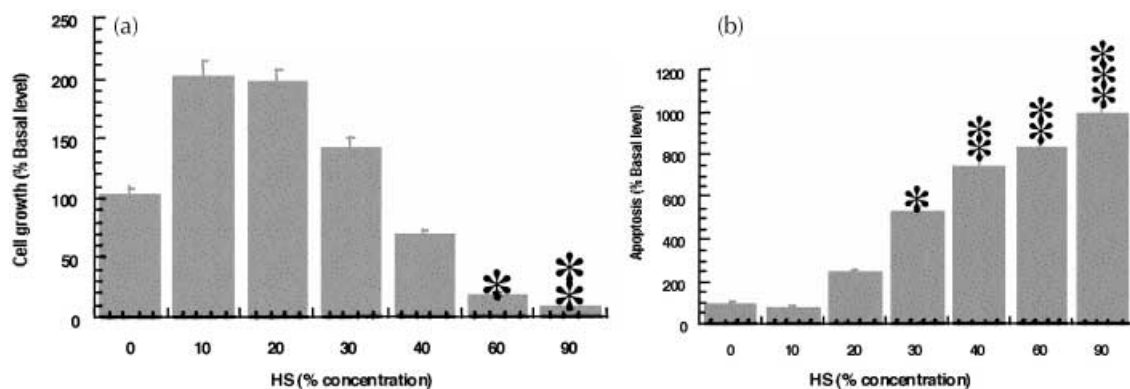 (a)
Cell growth (% Basal level)
250
200
150
100
50
0
0 10 20 30 40 60 90
HS (% concentration)
(b)
Apoptosis (% Basal level)
1200
1000
800
600
400
200
0
0 10 20 30 40 60 90
HS (% concentration)